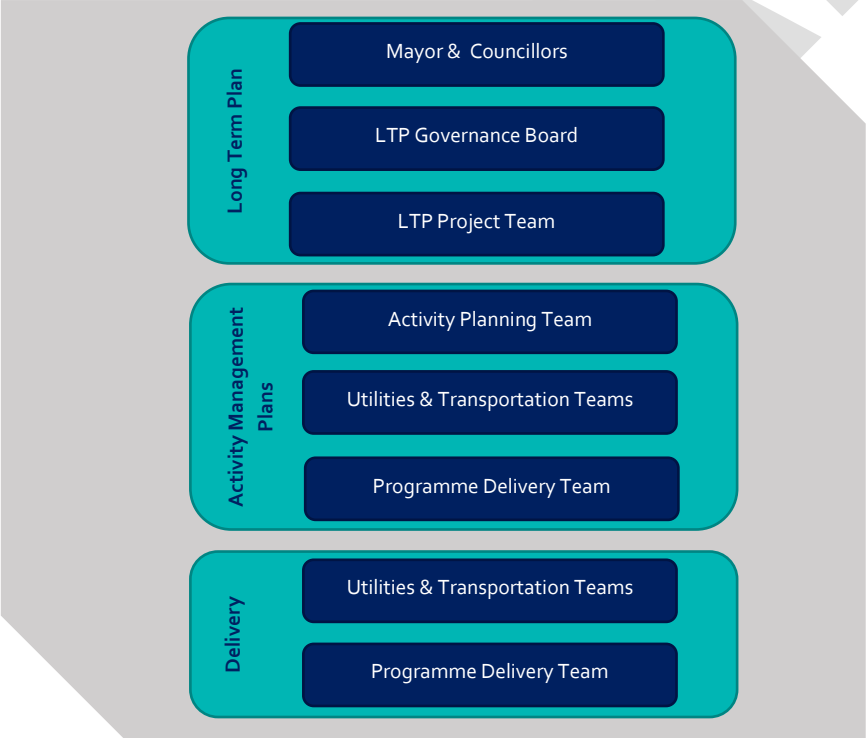 Long Term Plan
Mayor & Councillors
LTP Governance Board
LTP Project Team
Activity Management
Plans
Activity Planning Team
Utilities & Transportation Teams
Programme Delivery Team
Delivery
Utilities & Transportation Teams
Programme Delivery Team